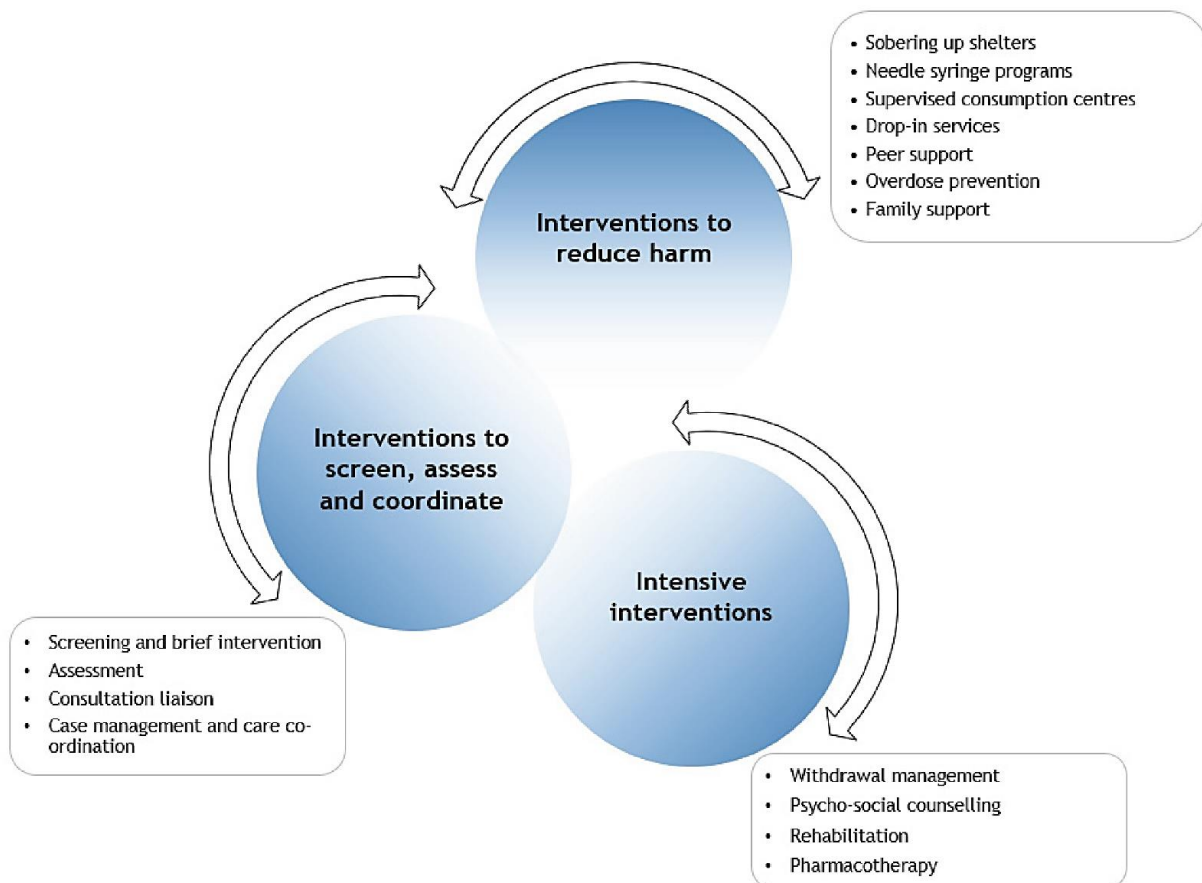 • Sobering up shelters
• Needle syringe programs
• Supervised consumption centres
• Drop-in services
• Peer support
• Overdose prevention
• Family support
Interventions to
reduce harm
Interventions to
screen, assess
and coordinate
Intensive
interventions
• Screening and brief intervention
• Assessment
• Consultation liaison
• Case management and care co-
ordination
• Withdrawal management
• Psycho-social counselling
• Rehabilitation
• Pharmacotherapy